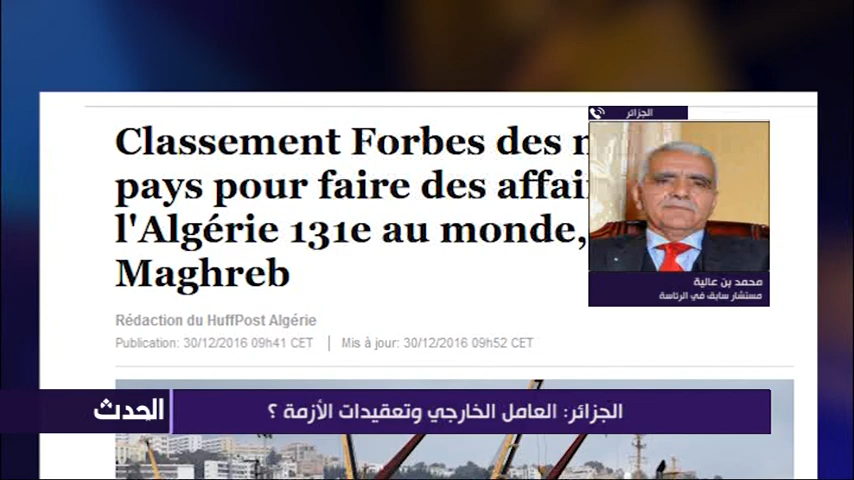 Classement Forbes des
pays pour faire des
l'Algérie 131e au monde,
Maghreb
Rédaction du HuffPost Algérie
Publication: 30/12/2016 09h41 CET | Mis à jour: 30/12/2016 09h52 CET
الجزائر
محمد بن عالية
مستشار سابق في الرئاسة
الحدث
الجزائر: العامل الخارجي وتعقيدات الأزمة ؟